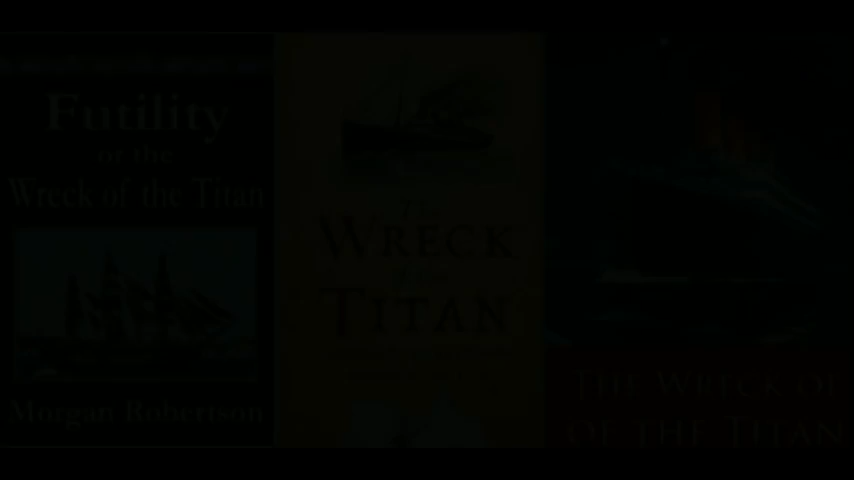 Futility
or the
Wreck of the Titan
Morgan Robertson
The
WRECK
of the
TITAN
THE WRECK OF
OF THE TITAN